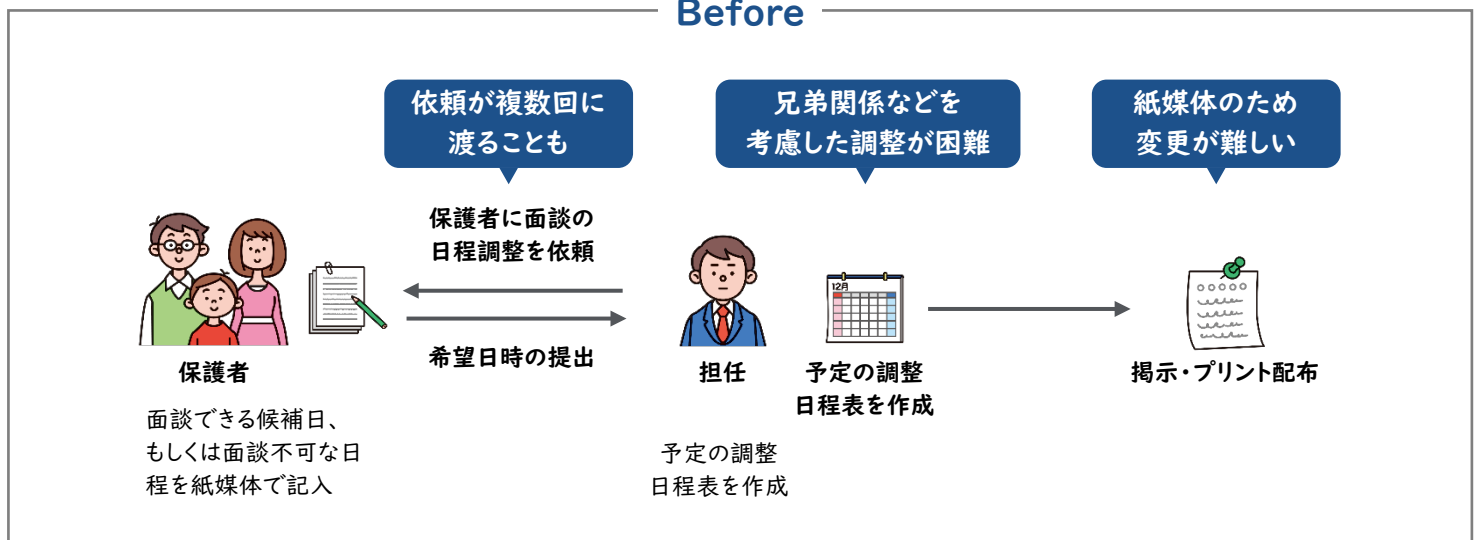 Before
依頼が複数回に
渡ることも
兄弟関係などを
考慮した調整が困難
紙媒体のため
変更が難しい
保護者に面談の
日程調整を依頼
希望日時の提出
保護者
面談できる候補日、
もしくは面談不可な日
程を紙媒体で記入
担任
予定の調整
日程表を作成
12月
予定の調整
日程表を作成
掲示・プリント配布